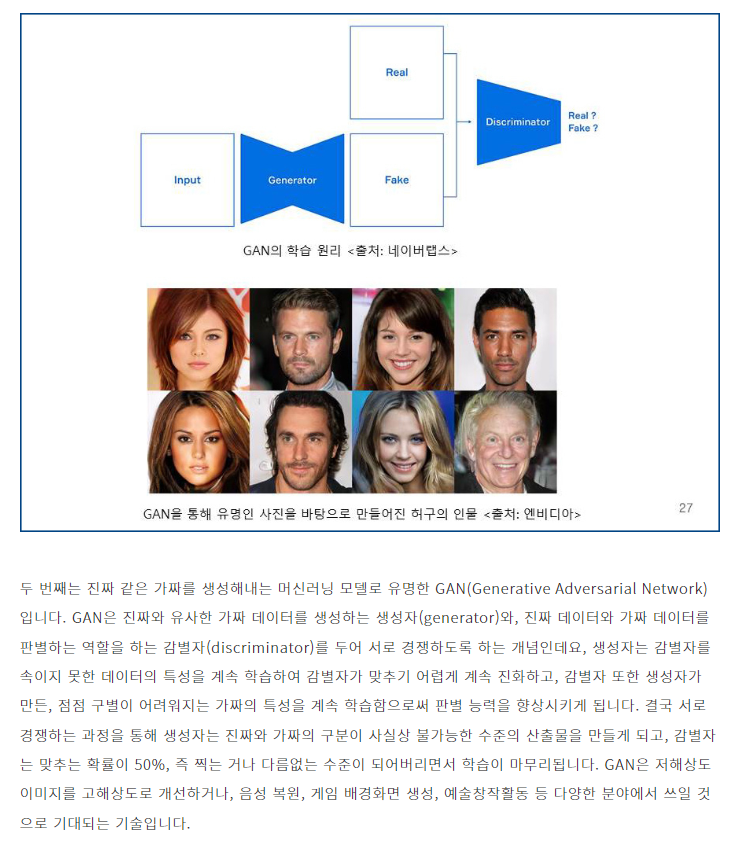 Real
Discriminator
Real ?
Fake ?
Input
Generator
Fake
GAN의 학습 원리 <출처: 네이버랩스>
GAN을 통해 유명인 사진을 바탕으로 만들어진 허구의 인물 <출처: 엔비디아>
27
두 번째는 진짜 같은 가짜를 생성해내는 머신러닝 모델로 유명한 GAN(Generative Adversarial Network)
입니다. GAN은 진짜와 유사한 가짜 데이터를 생성하는 생성자(generator)와, 진짜 데이터와 가짜 데이터를
판별하는 역할을 하는 감별자(discriminator)를 두어 서로 경쟁하도록 하는 개념인데요, 생성자는 감별자를
속이지 못한 데이터의 특성을 계속 학습하여 감별자가 맞추기 어렵게 계속 진화하고, 감별자 또한 생성자가
만든, 점점 구별이 어려워지는 가짜의 특성을 계속 학습함으로써 판별 능력을 향상시키게 됩니다. 결국 서로
경쟁하는 과정을 통해 생성자는 진짜와 가짜의 구분이 사실상 불가능한 수준의 산출물을 만들게 되고, 감별자
는 맞추는 확률이 50%, 즉 찍는 거나 다름없는 수준이 되어버리면서 학습이 마무리됩니다. GAN은 저해상도
이미지를 고해상도로 개선하거나, 음성 복원, 게임 배경화면 생성, 예술창작활동 등 다양한 분야에서 쓰일 것
으로 기대되는 기술입니다.